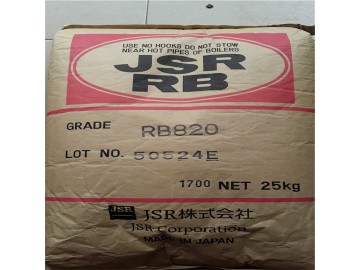 USE NO HOOKS DO NOT STOW
NEAR HOT PIPES OF BOILERS
JSR
RB
GRADE RB820
LOT NO. 50524E
1700 NET 25kg
JSR JSR株式会社
JSR Corporation
MADE IN JAPAN